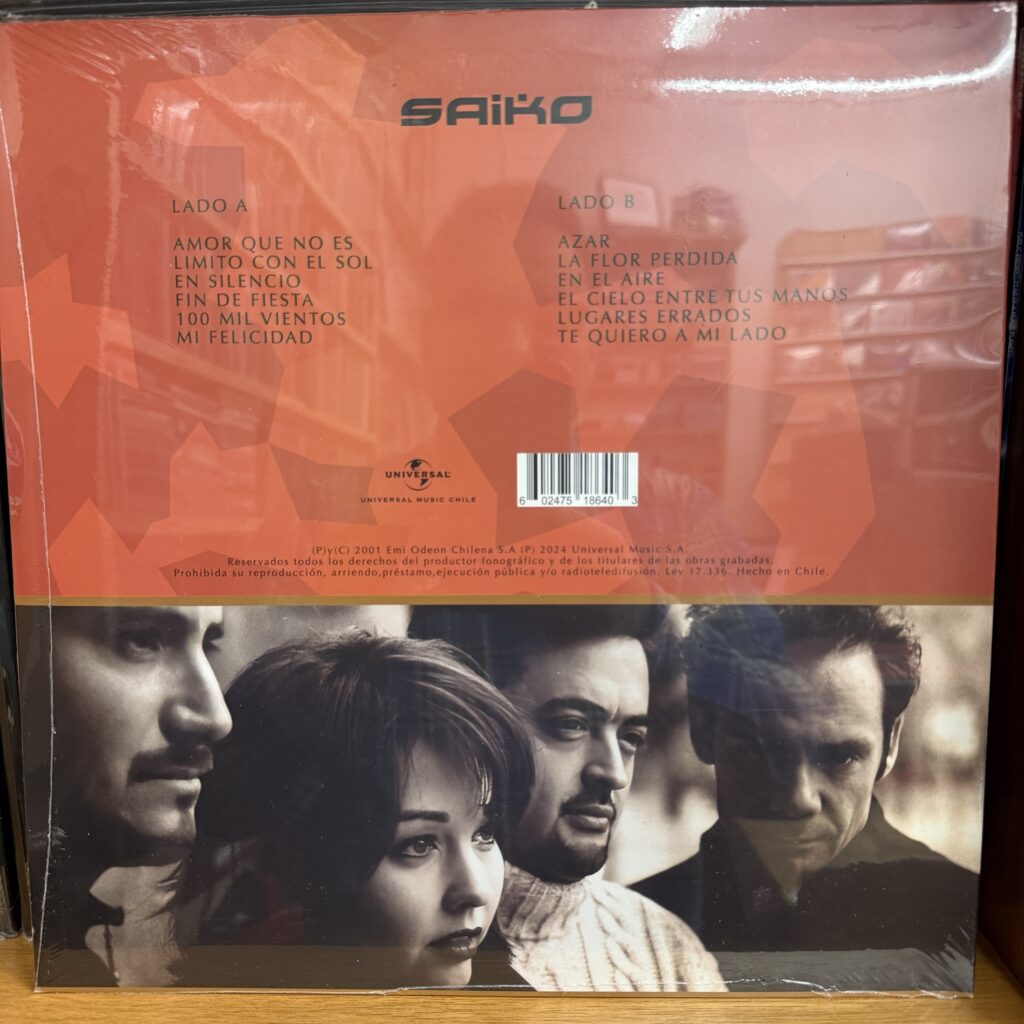 SAIKO
LADO A
AMOR QUE NO ES
LIMITO CON EL SOL
EN SILENCIO
FIN DE FIESTA
100 MIL VIENTOS
MI FELICIDAD
LADO B
AZAR
LA FLOR PERDIDA
EN EL AIRE
EL CIELO ENTRE TUS MANOS
LUGARES ERRADOS
TE QUIERO A MI LADO
UNIVERSAL
UNIVERSAL MUSIC CHILE
6 02475 18640 3
(P)y(C) 2001 Emi Odeon Chilena S.A (P) 2024 Universal Music S.A.
Reservados todos los derechos del productor fonográfico y de los titulares de las obras grabadas.
Prohibida su reproducción, arriendo,préstamo,ejecución pública y/o radioteledifusión. Ley 17.336. Hecho en Chile.